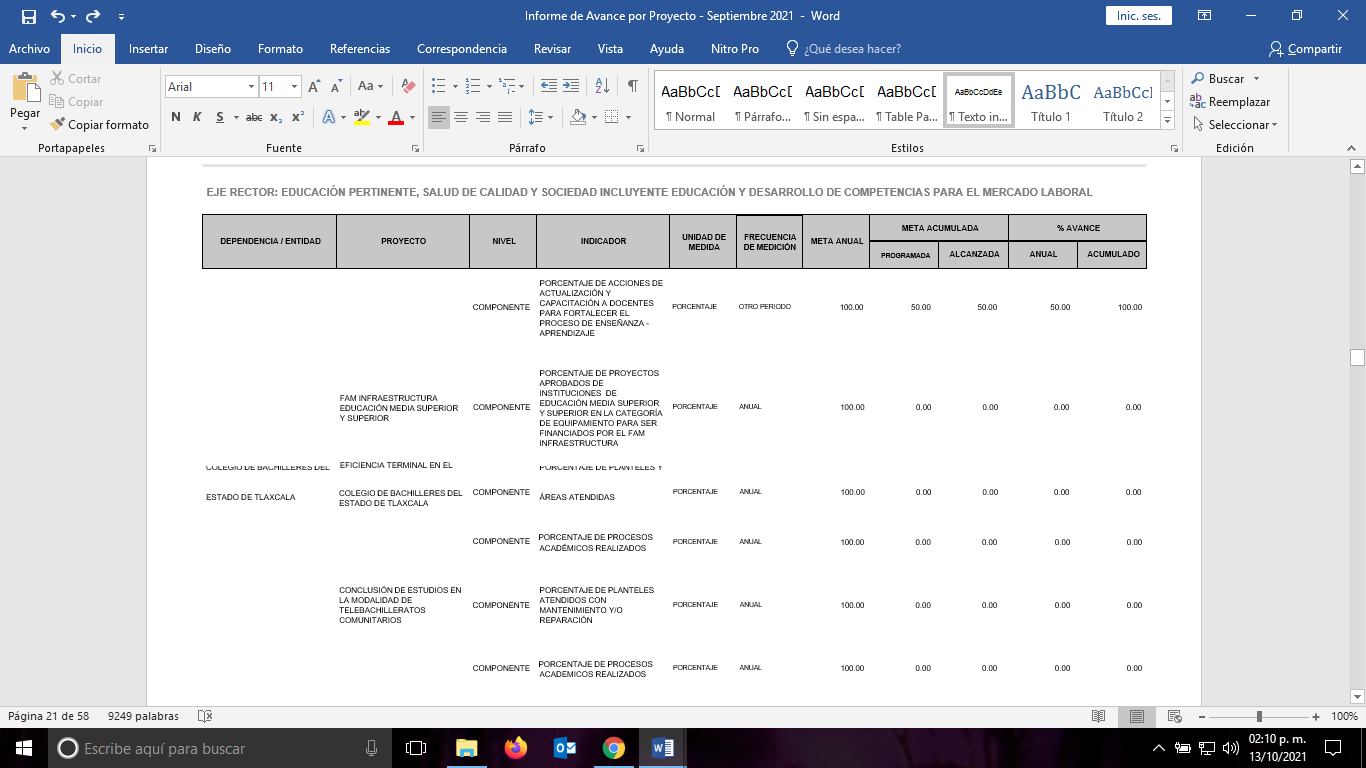 Informe de Avance por Proyecto - Septiembre 2021 - Word
Inic. ses.
Archivo Inicio Insertar Diseño Formato Referencias Correspondencia Revisar Vista Ayuda Nitro Pro ¿Qué desea hacer? Compartir
Pegar
Cortar
Copiar
Copiar formato
Portapapeles
Arial 11
Aa
N K S abc x₂ x² A A
Fuente
Párrafo
AaBbCcD AaBbCcD AaBbCcD AaBbCcD AaBbCcDdEe AaBbC AaBbCcI
¶ Normal ¶ Párrafo... ¶ Sin espa... ¶ Table Pa... ¶ Texto in... Título 1 Título 2
Estilos
Buscar
Reemplazar
Seleccionar
Edición
EJE RECTOR: EDUCACIÓN PERTINENTE, SALUD DE CALIDAD Y SOCIEDAD INCLUYENTE EDUCACIÓN Y DESARROLLO DE COMPETENCIAS PARA EL MERCADO LABORAL
DEPENDENCIA / ENTIDAD PROYECTO NIVEL INDICADOR UNIDAD DE MEDIDA FRECUENCIA DE MEDICIÓN META ANUAL META ACUMULADA % AVANCE
PROGRAMADA ALCANZADA ANUAL ACUMULADO
PORCENTAJE DE ACCIONES DE
ACTUALIZACIÓN Y
CAPACITACIÓN A DOCENTES
PARA FORTALECER EL
PROCESO DE ENSEÑANZA -
APRENDIZAJE
COMPONENTE PORCENTAJE OTRO PERIODO 100.00 50.00 50.00 50.00 100.00
FAM INFRAESTRUCTURA
EDUCACIÓN MEDIA SUPERIOR
Y SUPERIOR
COMPONENTE
PORCENTAJE DE PROYECTOS
APROBADOS DE
INSTITUCIONES DE
EDUCACIÓN MEDIA SUPERIOR
Y SUPERIOR EN LA CATEGORÍA
DE EQUIPAMIENTO PARA SER
FINANCIADOS POR EL FAM
INFRAESTRUCTURA
PORCENTAJE ANUAL 100.00 0.00 0.00 0.00 0.00
COLEGIO DE BACHILLERES DEL
ESTADO DE TLAXCALA
EFICIENCIA TERMINAL EN EL
COLEGIO DE BACHILLERES DEL
ESTADO DE TLAXCALA
COMPONENTE
PORCENTAJE DE PLANTELES Y
ÁREAS ATENDIDAS
PORCENTAJE ANUAL 100.00 0.00 0.00 0.00 0.00
COMPONENTE
PORCENTAJE DE PROCESOS
ACADÉMICOS REALIZADOS
PORCENTAJE ANUAL 100.00 0.00 0.00 0.00 0.00
CONCLUSIÓN DE ESTUDIOS EN
LA MODALIDAD DE
TELEBACHILLERATOS
COMUNITARIOS
COMPONENTE
PORCENTAJE DE PLANTELES
ATENDIDOS CON
MANTENIMIENTO Y/O
REPARACIÓN
PORCENTAJE ANUAL 100.00 0.00 0.00 0.00 0.00
COMPONENTE
PORCENTAJE DE PROCESOS
ACADEMICOS REALIZADOS
PORCENTAJE ANUAL 100.00 0.00 0.00 0.00 0.00
Página 21 de 58 9249 palabras 100%
Escribe aquí para buscar
02:10 p. m.
13/10/2021